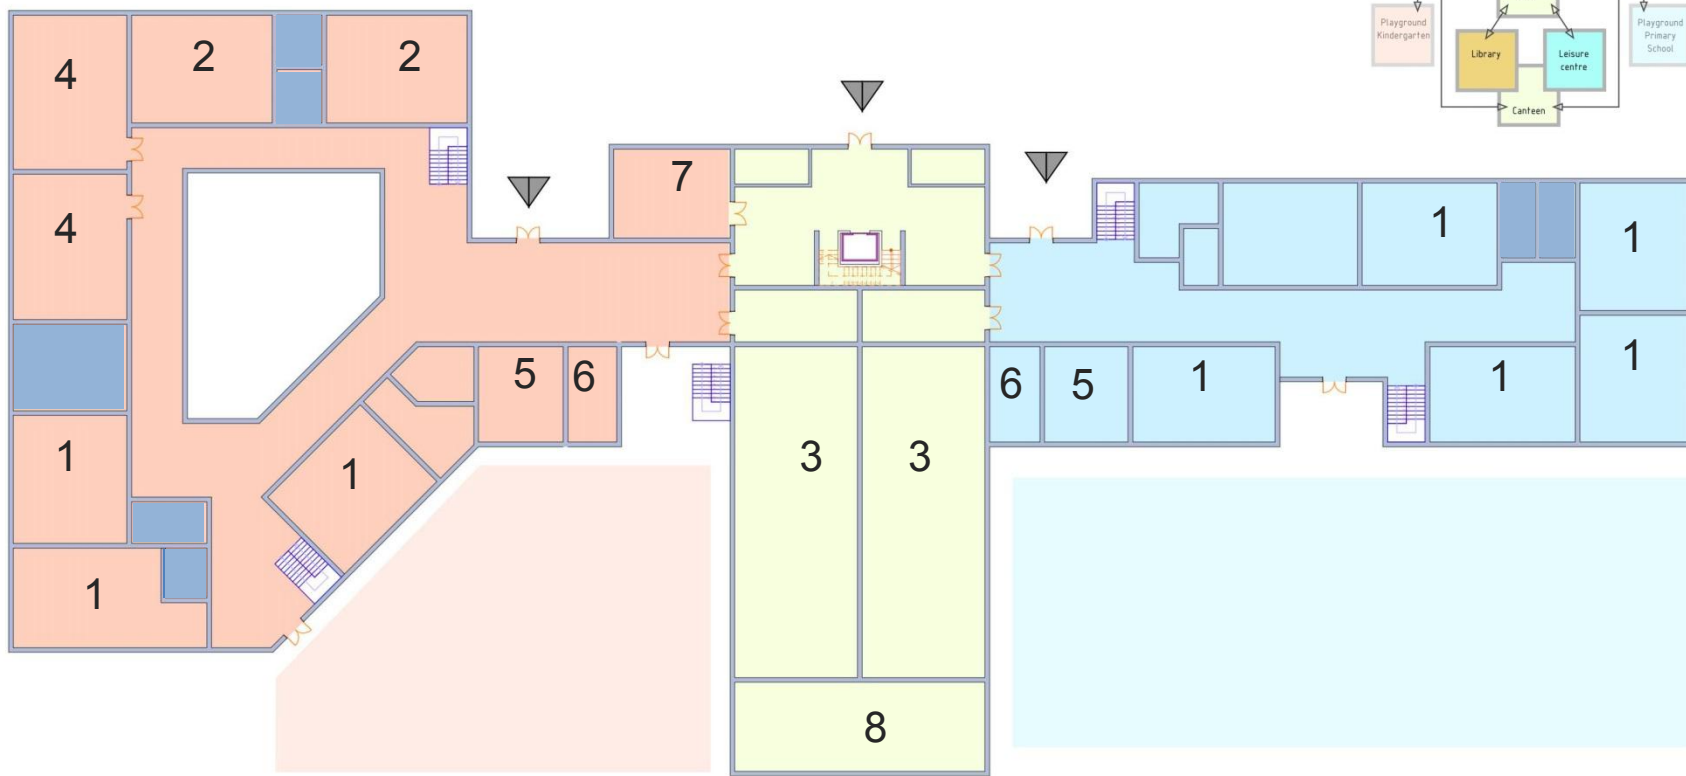 Playground
Kindergarten
Library
Leisure
centre
Canteen
Playground
Primary
School
4
2
2
4
7
1
1
5
6
6
5
1
1
1
1
3
3
1
1
8